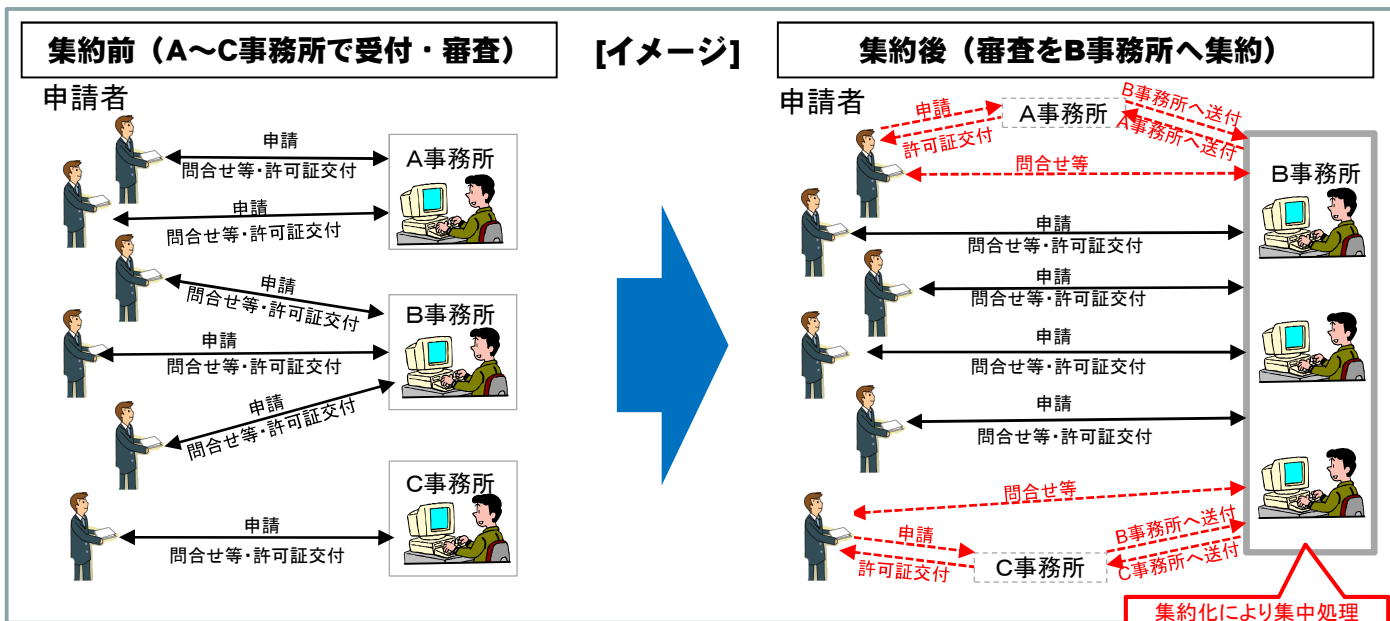 集約前（A～C事務所で受付・審査）
[イメージ]
集約後（審査をB事務所へ集約）
申請者
申請
問合せ等・許可証交付
A事務所
申請
問合せ等・許可証交付
申請
問合せ等・許可証交付
B事務所
申請
問合せ等・許可証交付
申請
問合せ等・許可証交付
C事務所
申請
問合せ等・許可証交付
申請者
申請
許可証交付
A事務所
B事務所へ送付
A事務所へ送付
問合せ等
B事務所
申請
問合せ等・許可証交付
申請
問合せ等・許可証交付
申請
問合せ等・許可証交付
申請
問合せ等・許可証交付
問合せ等
申請
許可証交付
C事務所
B事務所へ送付
C事務所へ送付
集約化により集中処理